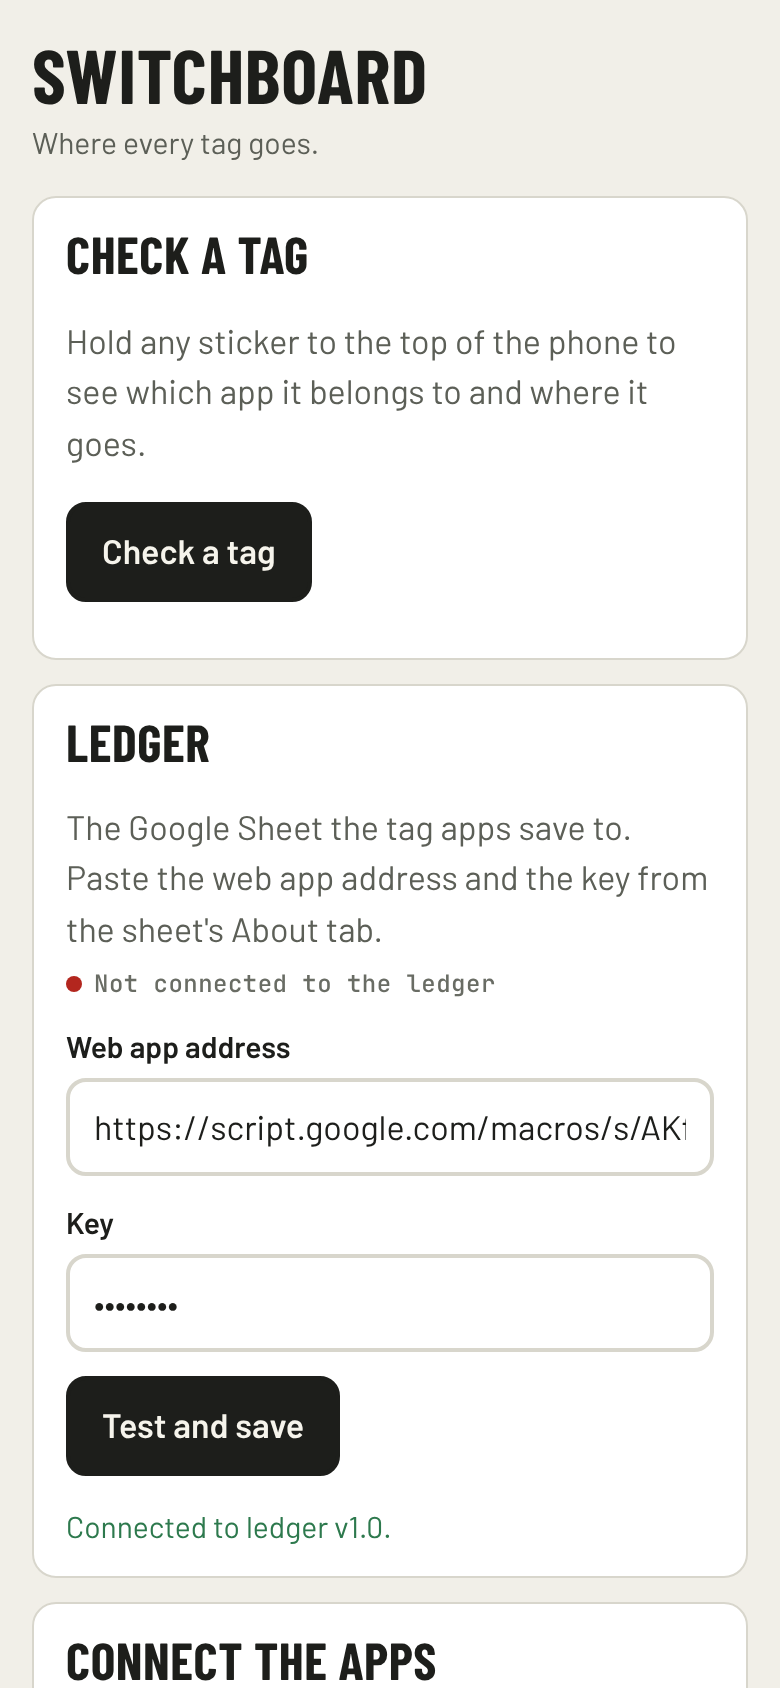 SWITCHBOARD
Where every tag goes.
CHECK A TAG
Hold any sticker to the top of the phone to
see which app it belongs to and where it
goes.
Check a tag
LEDGER
The Google Sheet the tag apps save to.
Paste the web app address and the key from
the sheet's About tab.
Not connected to the ledger
Web app address
https://script.google.com/macros/s/AKf
Key
••••••••
Test and save
Connected to ledger v1.0.
CONNECT THE APPS